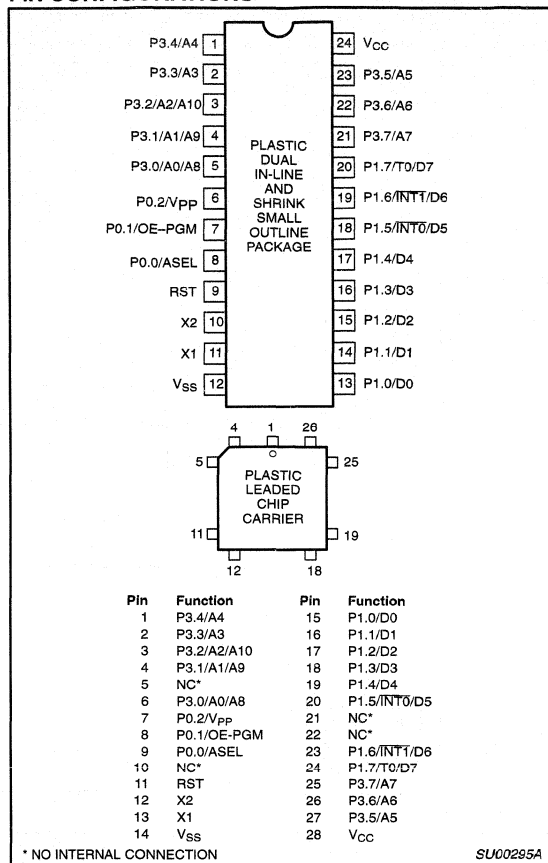 P3.4/A4 1 24 VCC
P3.3/A3 2 23 P3.5/A5
P3.2/A2/A10 3 22 P3.6/A6
P3.1/A1/A9 4 21 P3.7/A7
P3.0/A0/A8 5 20 P1.7/T0/D7
P0.2/VPP 6 19 P1.6/INT1/D6
P0.1/OE–PGM 7 18 P1.5/INT0/D5
P0.0/ASEL 8 17 P1.4/D4
RST 9 16 P1.3/D3
X2 10 15 P1.2/D2
X1 11 14 P1.1/D1
VSS 12 13 P1.0/D0
PLASTIC
DUAL
IN-LINE
AND
SHRINK
SMALL
OUTLINE
PACKAGE
4 1 26
5 25
PLASTIC
LEADED
CHIP
CARRIER
11 19
12 18
Pin Function Pin Function
1 P3.4/A4 15 P1.0/D0
2 P3.3/A3 16 P1.1/D1
3 P3.2/A2/A10 17 P1.2/D2
4 P3.1/A1/A9 18 P1.3/D3
5 NC* 19 P1.4/D4
6 P3.0/A0/A8 20 P1.5/INT0/D5
7 P0.2/VPP 21 NC*
8 P0.1/OE-PGM 22 NC*
9 P0.0/ASEL 23 P1.6/INT1/D6
10 NC* 24 P1.7/T0/D7
11 RST 25 P3.7/A7
12 X2 26 P3.6/A6
13 X1 27 P3.5/A5
14 VSS 28 VCC
* NO INTERNAL CONNECTION SU00295A